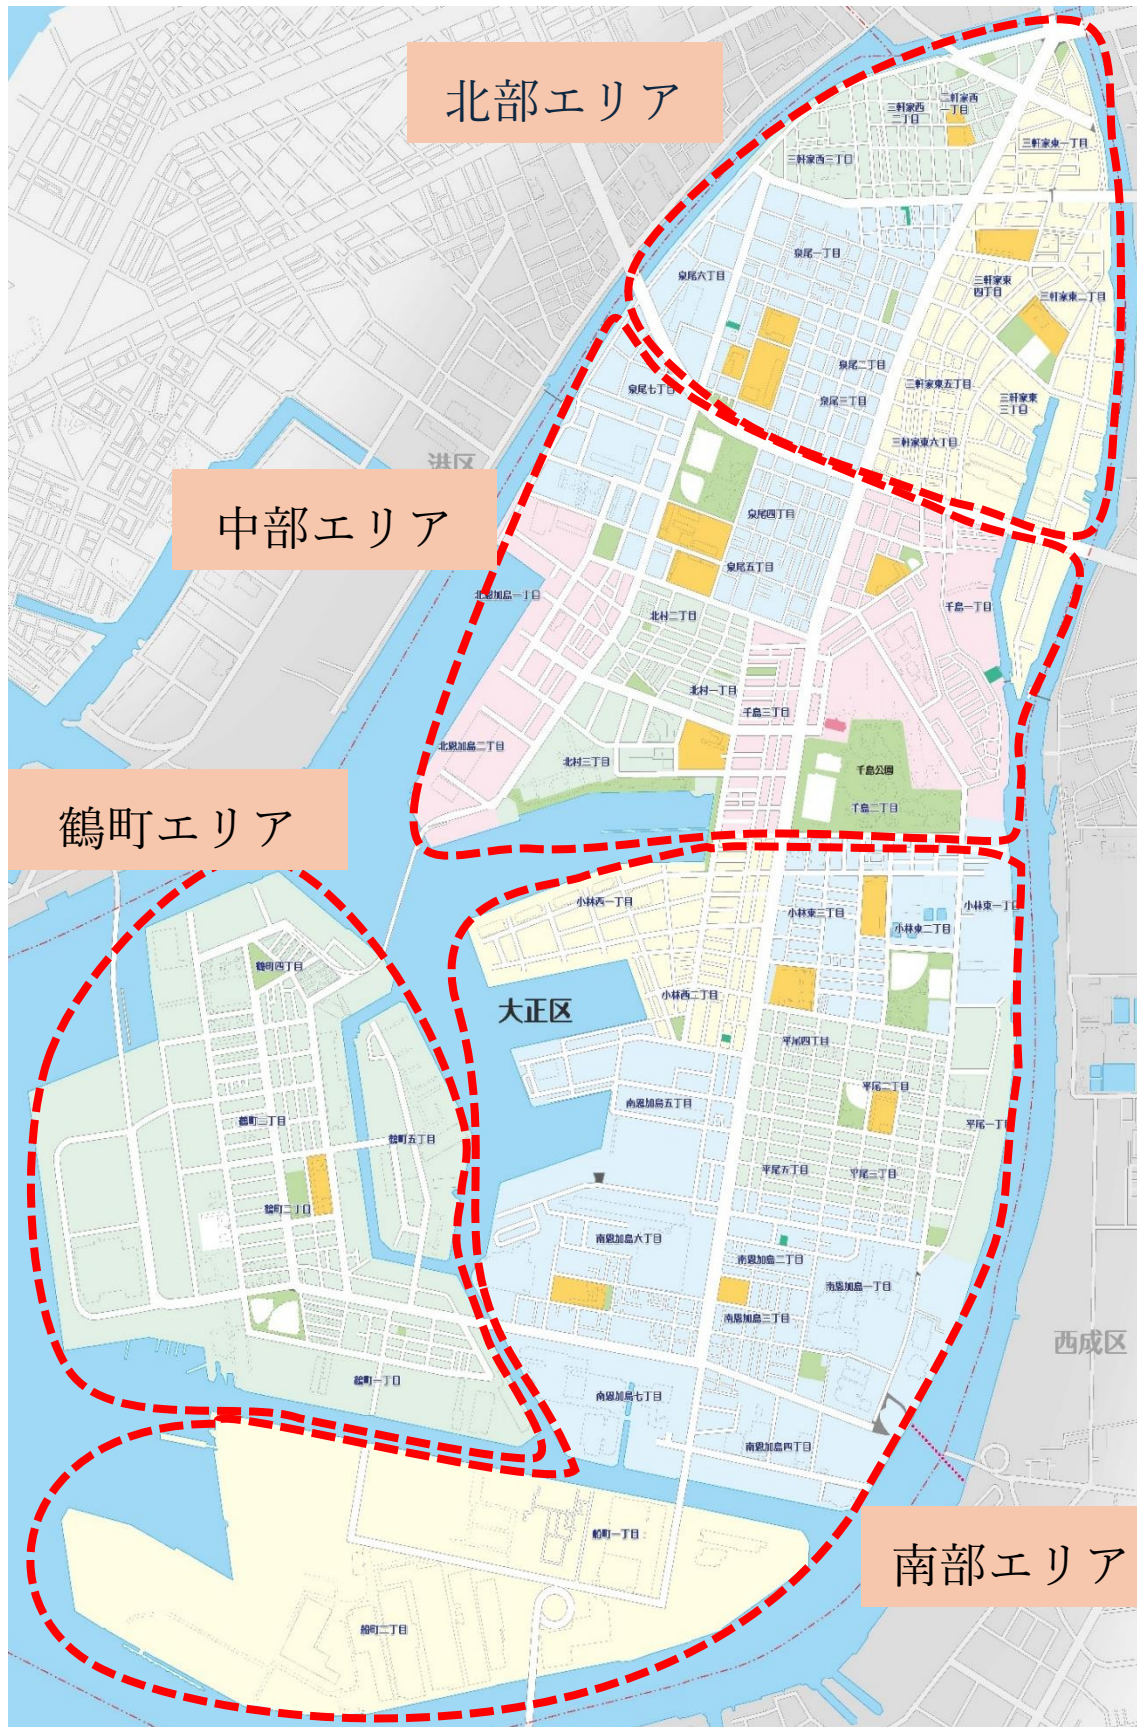 北部エリア
三軒家西
二丁目
三軒家西
一丁目
三軒家東一丁目
三軒家西三丁目
泉尾一丁目
泉尾六丁目
三軒家東
四丁目
三軒家東二丁目
泉尾二丁目
泉尾七丁目
三軒家東五丁目
泉尾三丁目
三軒家東
三丁目
三軒家東六丁目
港区
中部エリア
泉尾四丁目
泉尾五丁目
北恩加島一丁目
千島一丁目
北村二丁目
北村一丁目
千島三丁目
北恩加島二丁目
北村三丁目
千島公園
千島二丁目
鶴町エリア
小林西一丁目
小林東三丁目
小林東一丁目
小林東二丁目
鶴町四丁目
小林西二丁目
大正区
平尾四丁目
平尾二丁目
南恩加島五丁目
鶴町三丁目
平尾一丁目
鶴町五丁目
平尾五丁目
平尾三丁目
鶴町二丁目
南恩加島六丁目
南恩加島二丁目
南恩加島一丁目
南恩加島三丁目
西成区
鶴町一丁目
南恩加島七丁目
南恩加島四丁目
船町一丁目
南部エリア
船町二丁目